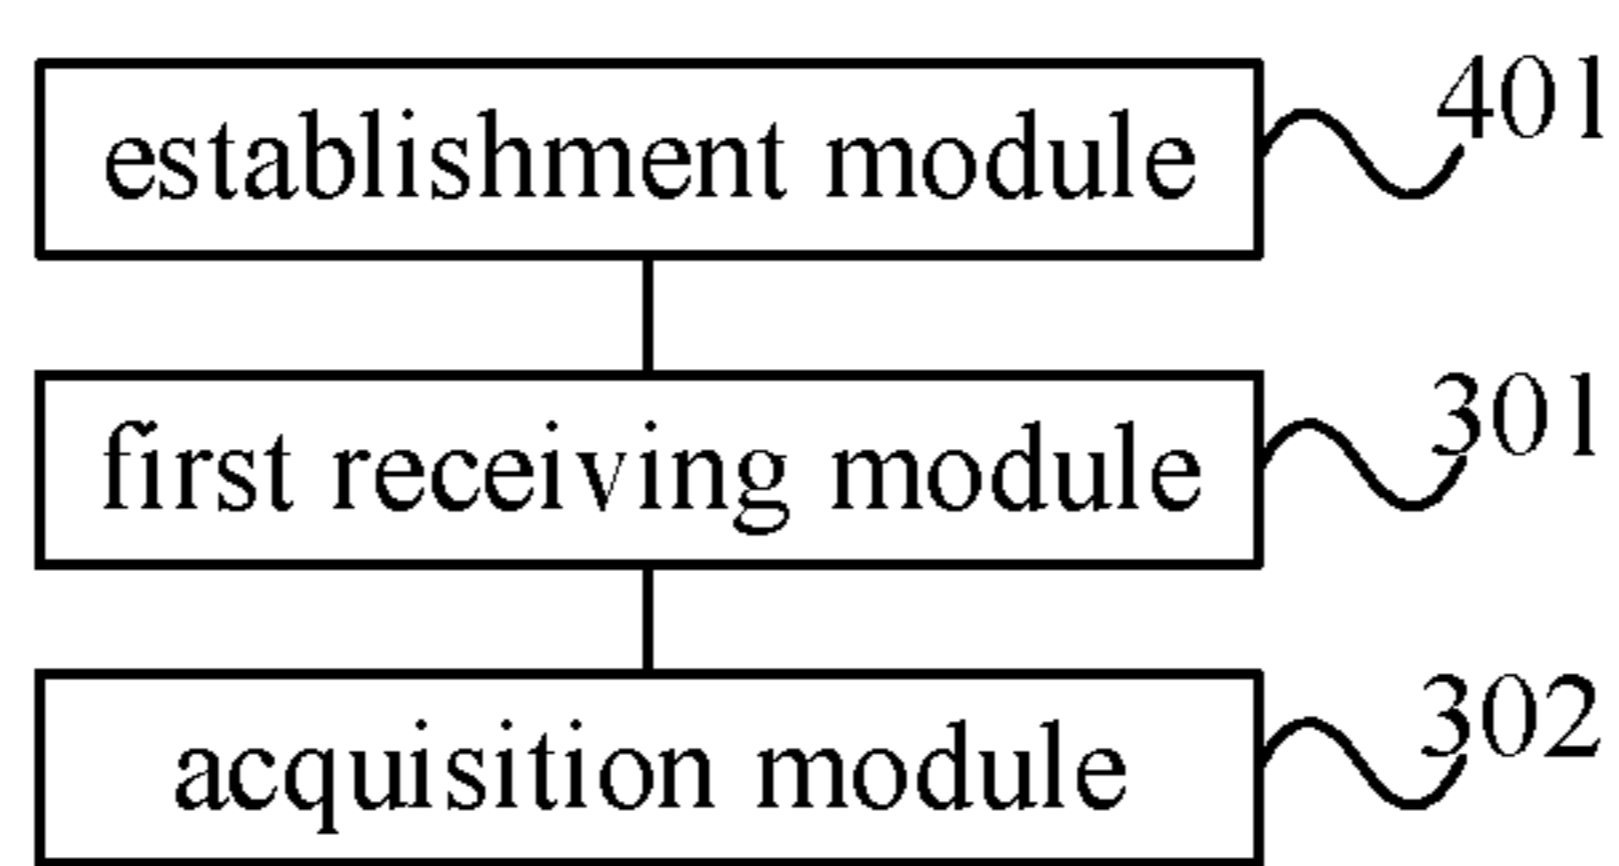 establishment module 401
first receiving module 301
acquisition module 302